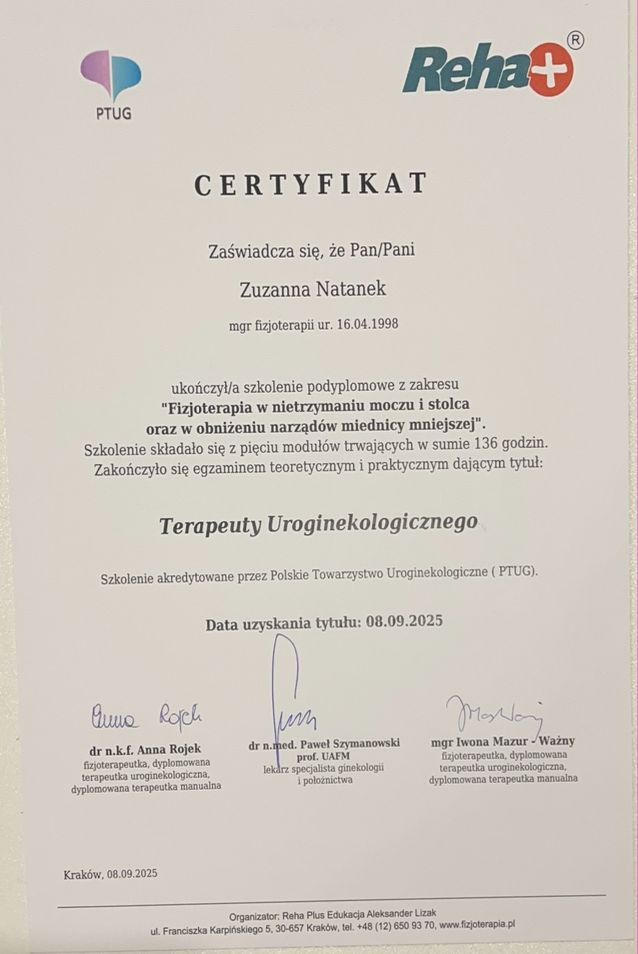 PTUG
Reha+®
CERTYFIKAT
Zaświadcza się, że Pan/Pani
Zuzanna Natanek
mgr fizjoterapii ur. 16.04.1998
ukończył/a szkolenie podyplomowe z zakresu
"Fizjoterapia w nietrzymaniu moczu i stolca
oraz w obniżeniu narządów miednicy mniejszej".
Szkolenie składało się z pięciu modułów trwających w sumie 136 godzin.
Zakończyło się egzaminem teoretycznym i praktycznym dającym tytuł:
Terapeuty Uroginekologicznego
Szkolenie akredytowane przez Polskie Towarzystwo Uroginekologiczne ( PTUG).
Data uzyskania tytułu: 08.09.2025
Anna Rojek
dr n.k.f. Anna Rojek
fizjoterapeutka, dyplomowana
terapeutka uroginekologiczna,
dyplomowana terapeutka manualna
dr n.med. Paweł Szymanowski
prof. UAFM
lekarz specjalista ginekologii
i położnictwa
mgr Iwona Mazur - Ważny
fizjoterapeutka, dyplomowana
terapeutka uroginekologiczna,
dyplomowana terapeutka manualna
Kraków, 08.09.2025
Organizator: Reha Plus Edukacja Aleksander Lizak
ul. Franciszka Karpińskiego 5, 30-657 Kraków, tel. +48 (12) 650 93 70, www.fizjoterapia.pl